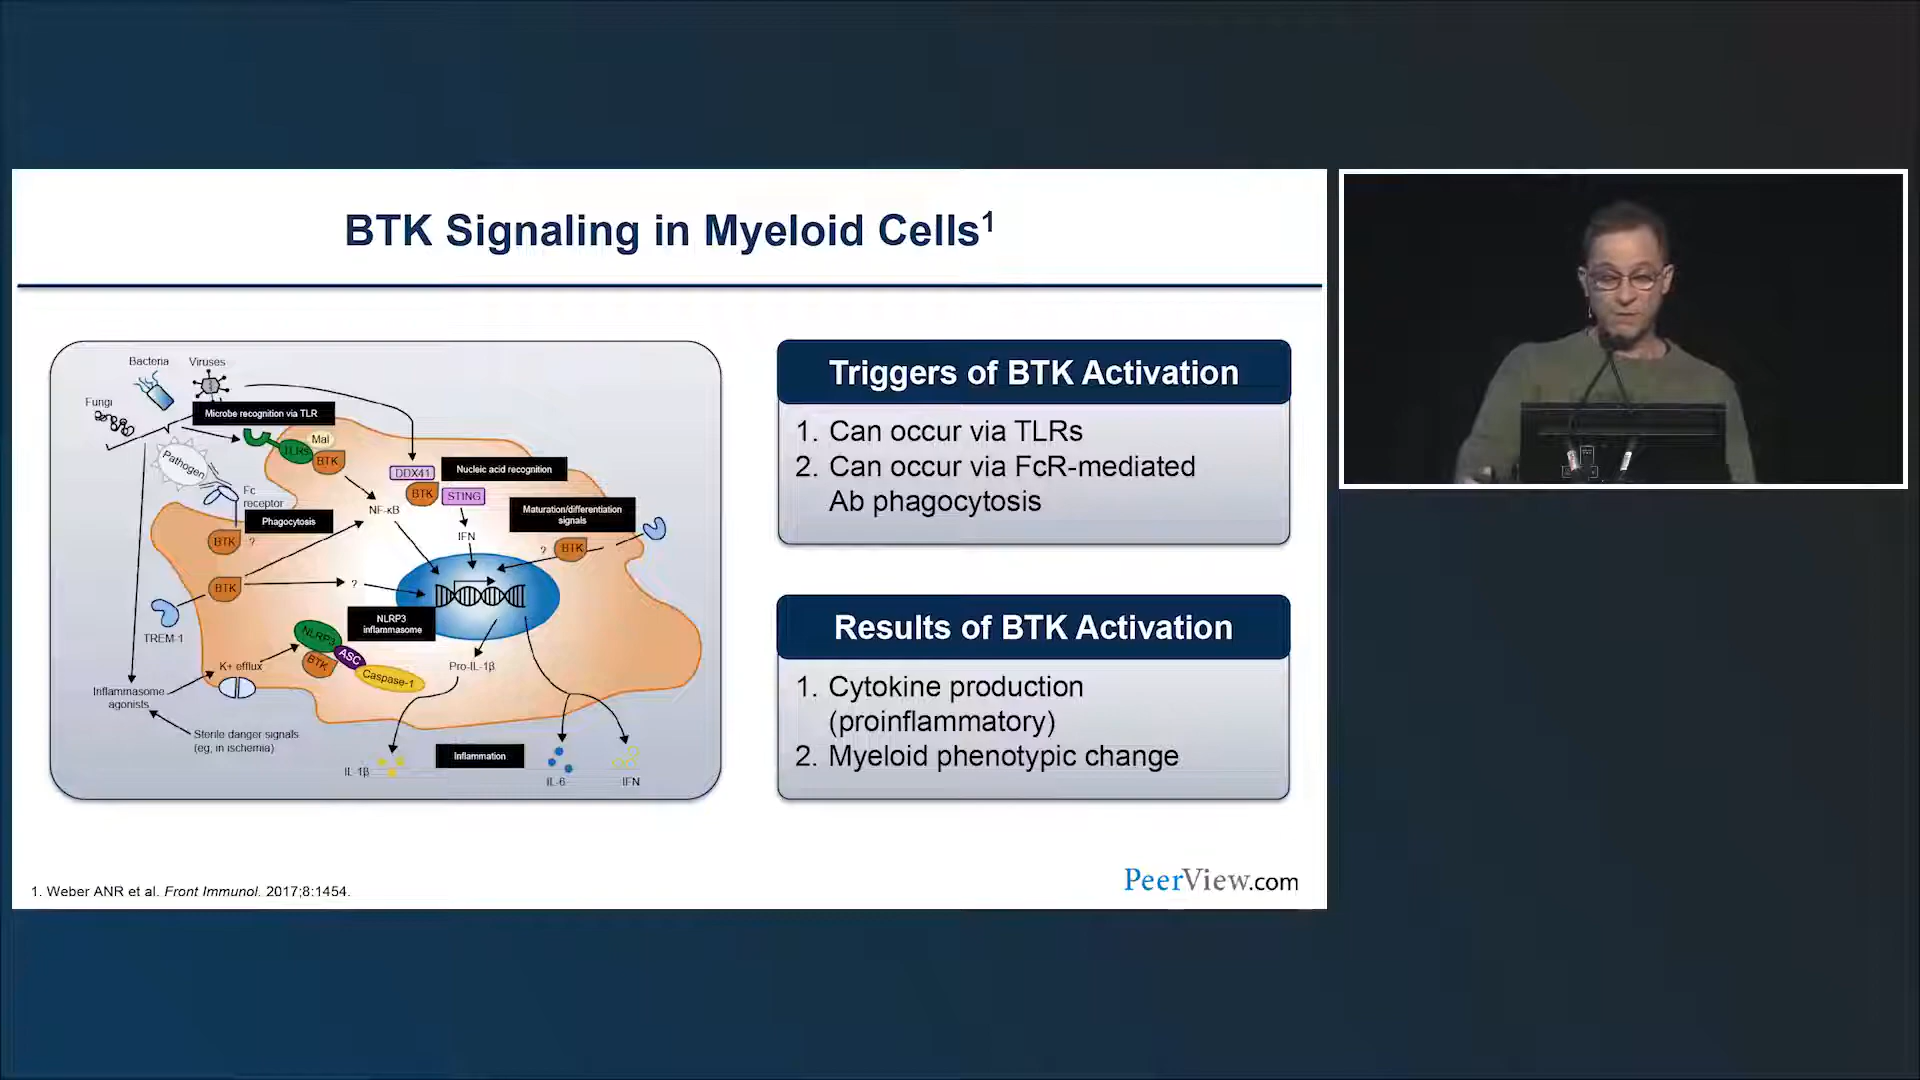 BTK Signaling in Myeloid Cells1
Bacteria
Viruses
Fungi
Microbe recognition via TLR
Pathogen
TLRs
Mal
BTK
DDX41
BTK
STING
Nucleic acid recognition
Fc
receptor
NF-κB
Phagocytosis
BTK
?
IFN
Maturation/differentiation
signals
?
BTK
BTK
?
TREM-1
NLRP3
inflammasome
NLRP3
BTK
ASC
Caspase-1
K+ efflux
Pro-IL-1β
Inflammasome
agonists
Sterile danger signals
(eg, in ischemia)
IL-1β
Inflammation
IL-6
IFN
Triggers of BTK Activation
1. Can occur via TLRs
2. Can occur via FcR-mediated
Ab phagocytosis
Results of BTK Activation
1. Cytokine production
(proinflammatory)
2. Myeloid phenotypic change
1. Weber ANR et al. Front Immunol. 2017;8:1454.
PeerView.com